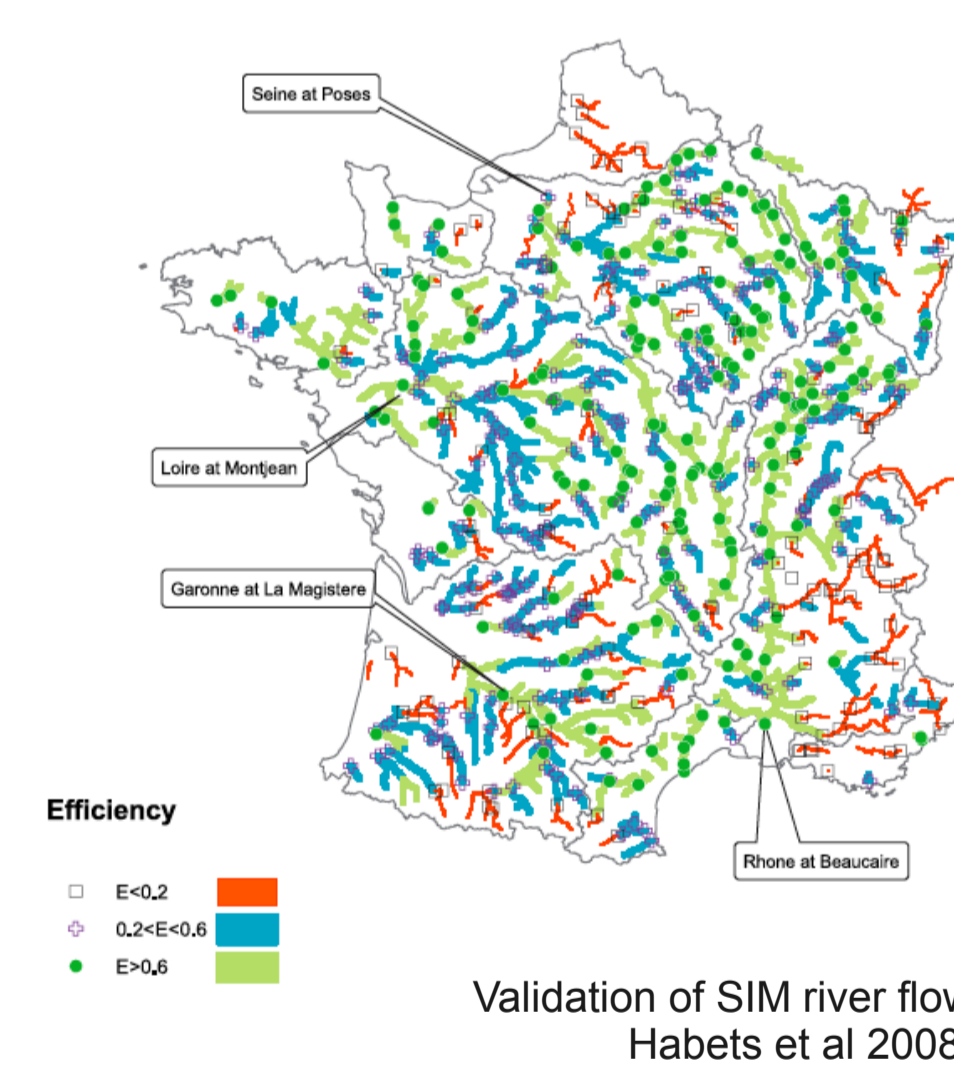 Seine at Poses
Loire at Montjean
Garonne at La Magistere
Efficiency
Rhone at Beaucaire
E<0.2
0.2<E<0.6
E>0.6
Validation of SIM river flow
Habets et al 2008